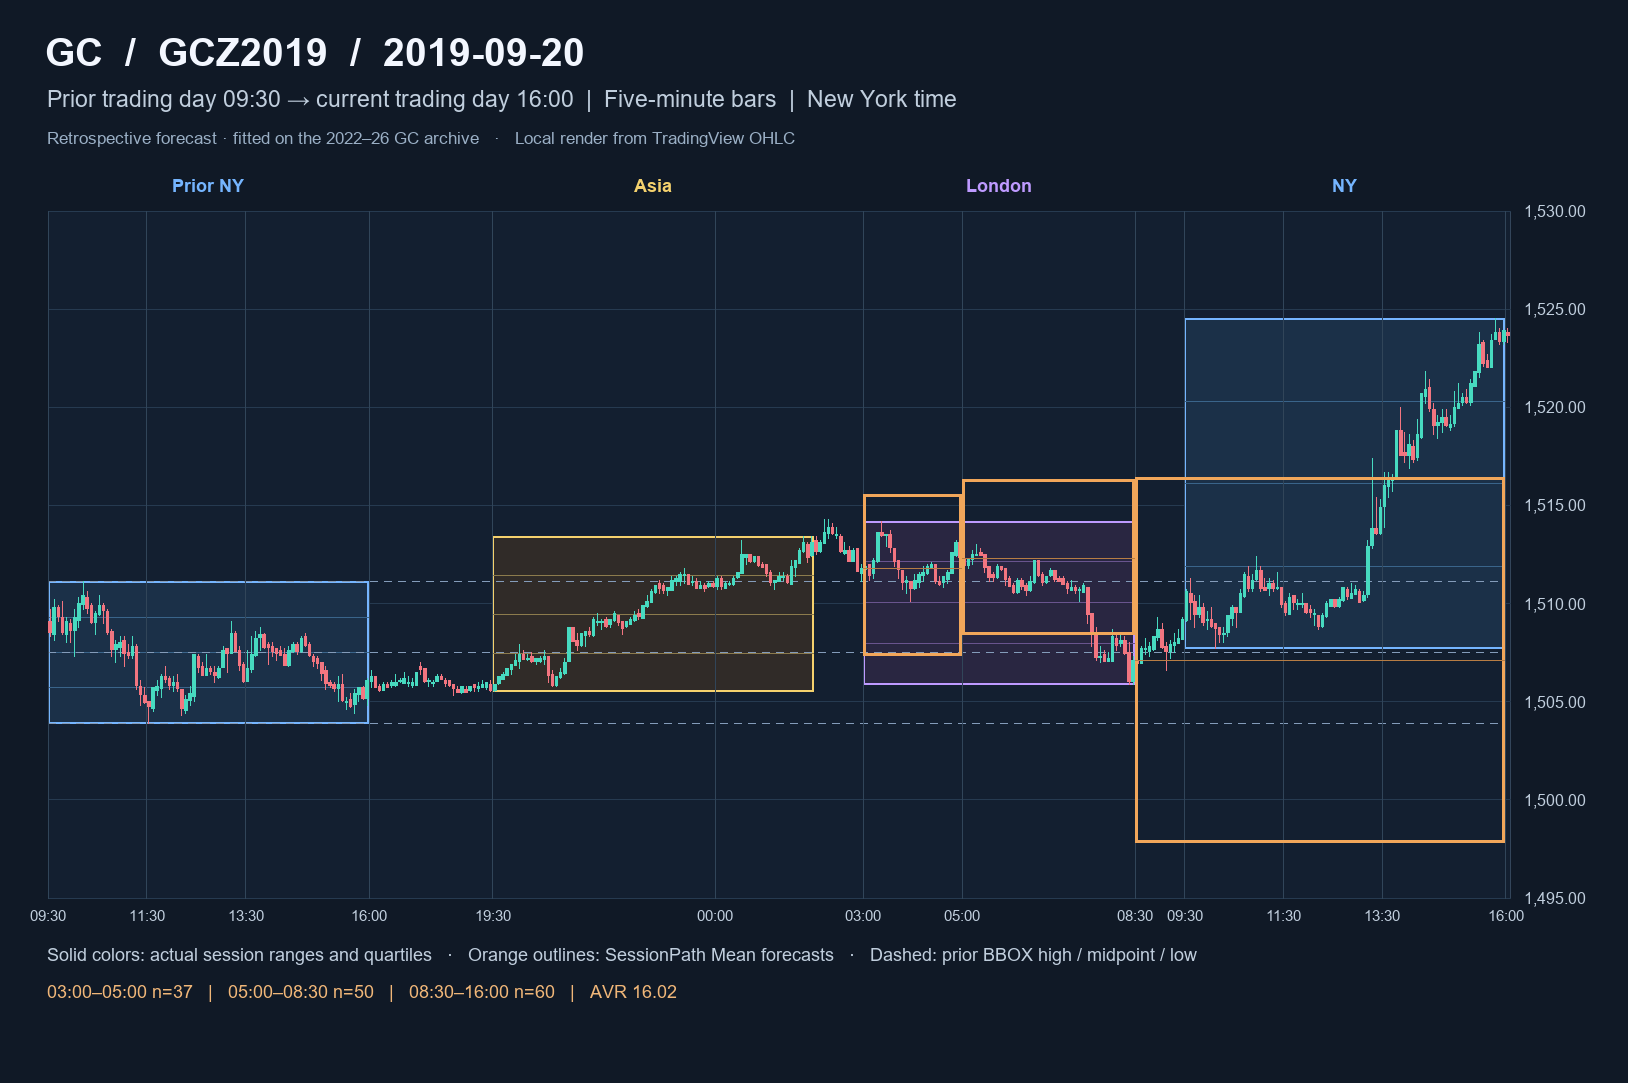 GC / GCZ2019 / 2019-09-20
Prior trading day 09:30 → current trading day 16:00 | Five-minute bars | New York time
Retrospective forecast · fitted on the 2022–26 GC archive · Local render from TradingView OHLC
Prior NY Asia London NY
1,530.00
1,525.00
1,520.00
1,515.00
1,510.00
1,505.00
1,500.00
1,495.00
09:30 11:30 13:30 16:00 19:30 00:00 03:00 05:00 08:30 09:30 11:30 13:30 16:00
Solid colors: actual session ranges and quartiles · Orange outlines: SessionPath Mean forecasts · Dashed: prior BBOX high / midpoint / low
03:00–05:00 n=37 | 05:00–08:30 n=50 | 08:30–16:00 n=60 | AVR 16.02